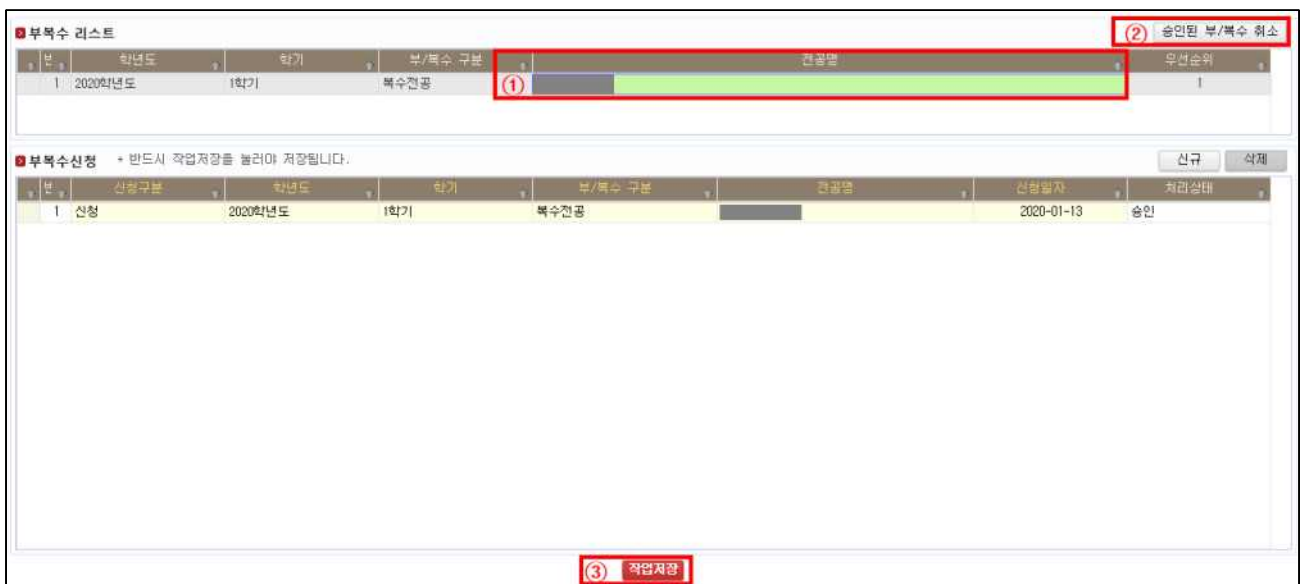 부복수 리스트
② 승인된 부/복수 취소
번 학년도 학기 부/복수 구분 전공명 우선순위
1 2020학년도 1학기 복수전공 ① 1
부복수신청 * 반드시 작업저장을 눌러야 저장됩니다. 신규 삭제
번 신청구분 학년도 학기 부/복수 구분 전공명 신청일자 처리상태
1 신청 2020학년도 1학기 복수전공 2020-01-13 승인
③ 작업저장